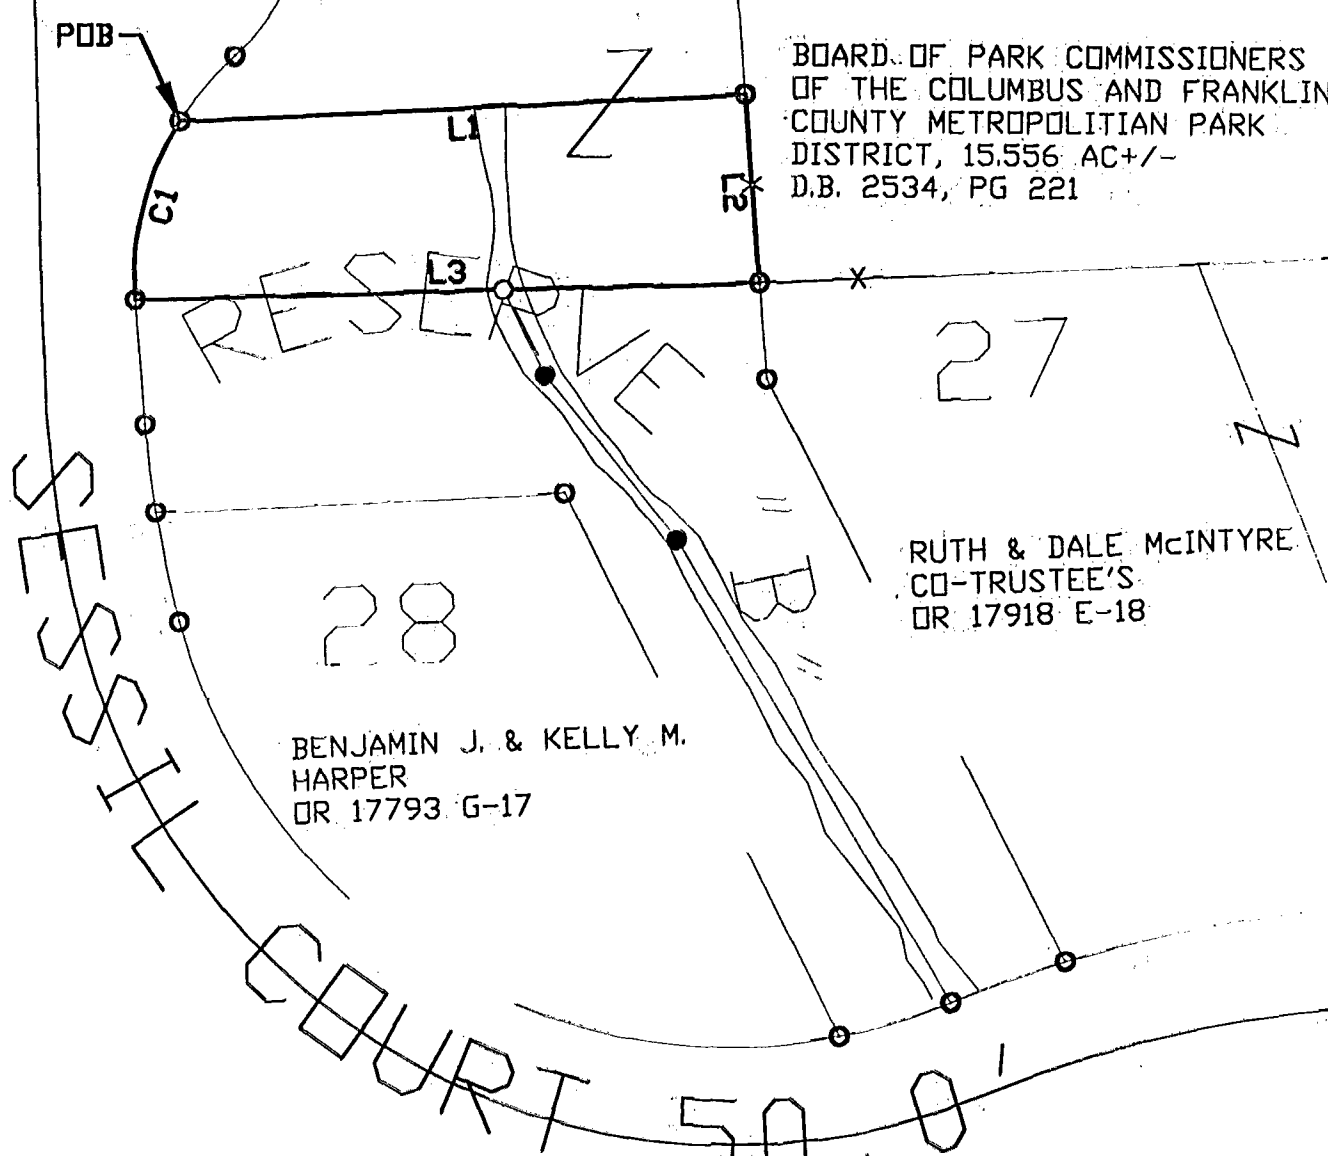 POB
BOARD OF PARK COMMISSIONERS
OF THE COLUMBUS AND FRANKLIN
COUNTY METROPOLITIAN PARK
DISTRICT, 15.556 AC+/-
D.B. 2534, PG 221
L1
L2
C1
L3
RESERVE "B"
27
RUTH & DALE McINTYRE
CO-TRUSTEE'S
OR 17918 E-18
28
BENJAMIN J. & KELLY M.
HARPER
OR 17793 G-17
SESSILE COURT 50.0'
Z
Z